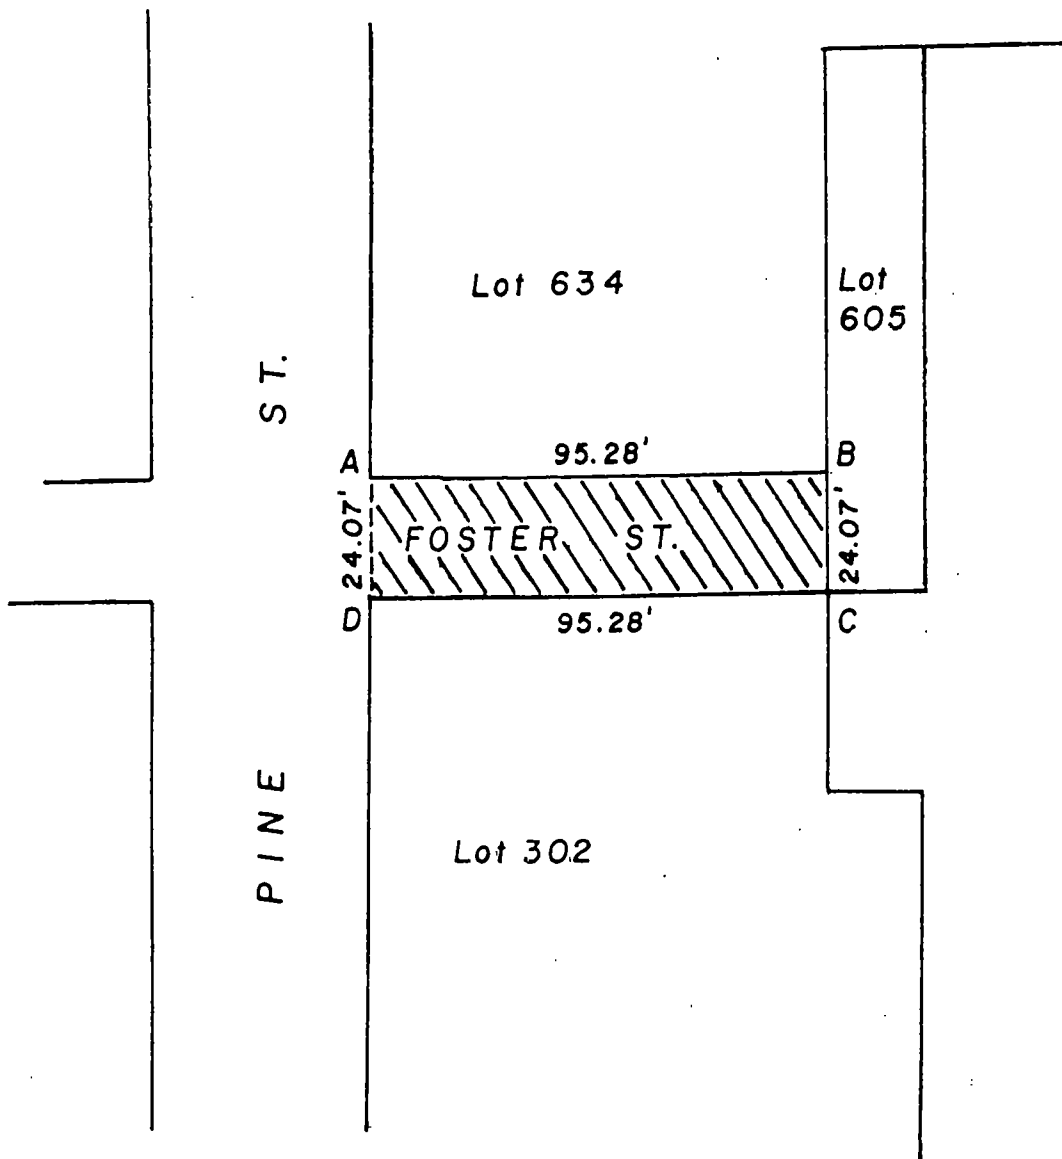 Lot 634
Lot
605
ST.
A
95.28'
B
24.07'
FOSTER ST.
24.07'
D
95.28'
C
PINE
Lot 302